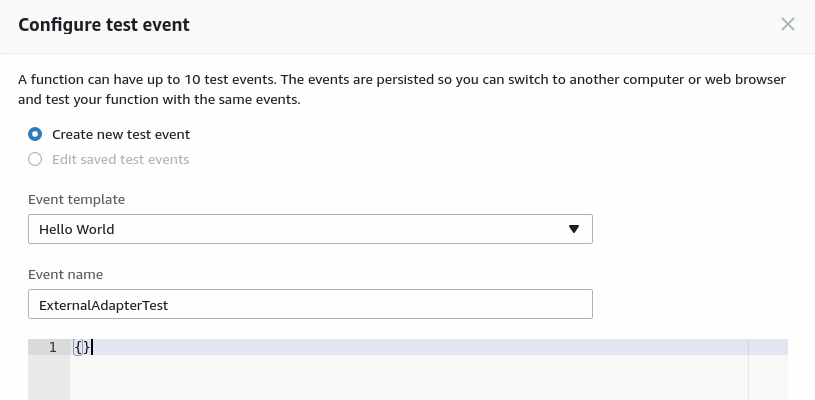 Configure test event
A function can have up to 10 test events. The events are persisted so you can switch to another computer or web browser
and test your function with the same events.
Create new test event
Edit saved test events
Event template
Hello World
Event name
ExternalAdapterTest
1 {}